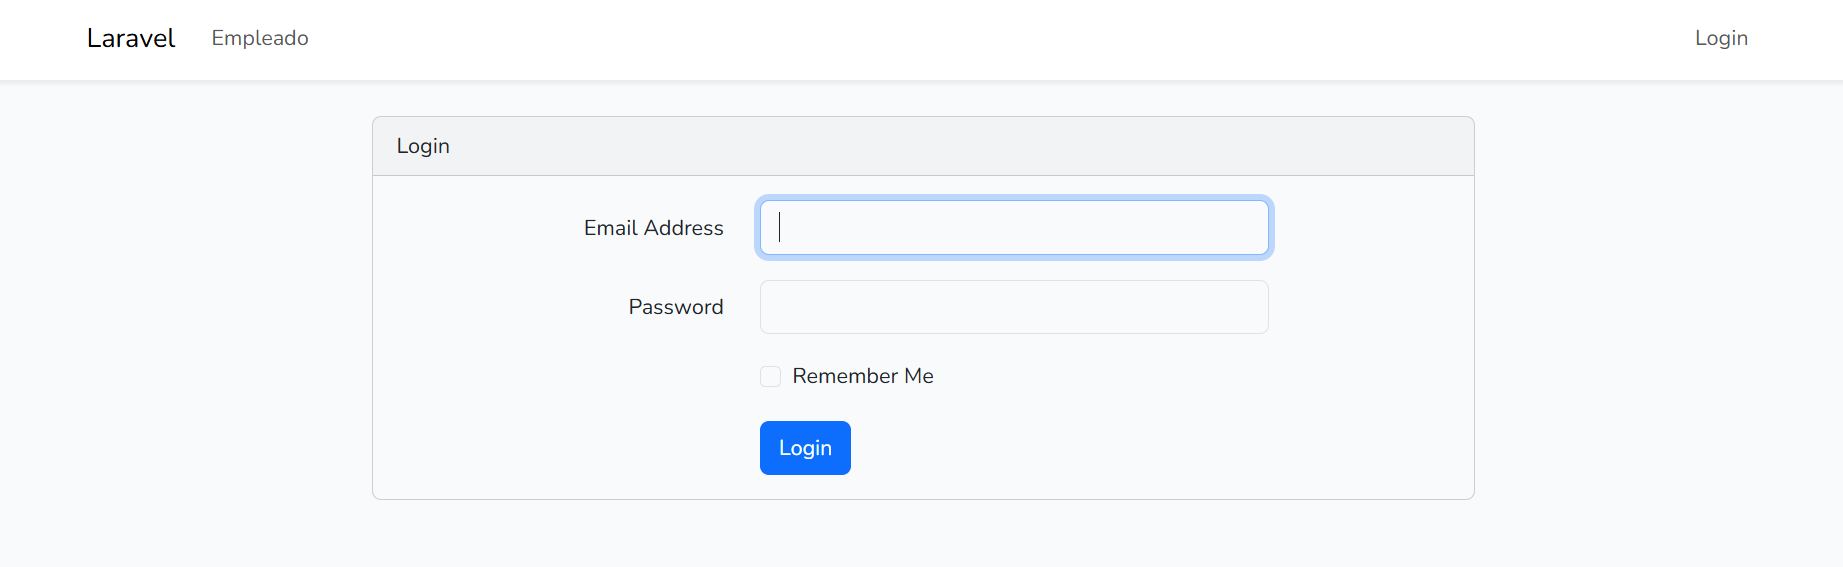 Laravel Empleado Login
Login
Email Address
Password
Remember Me
Login